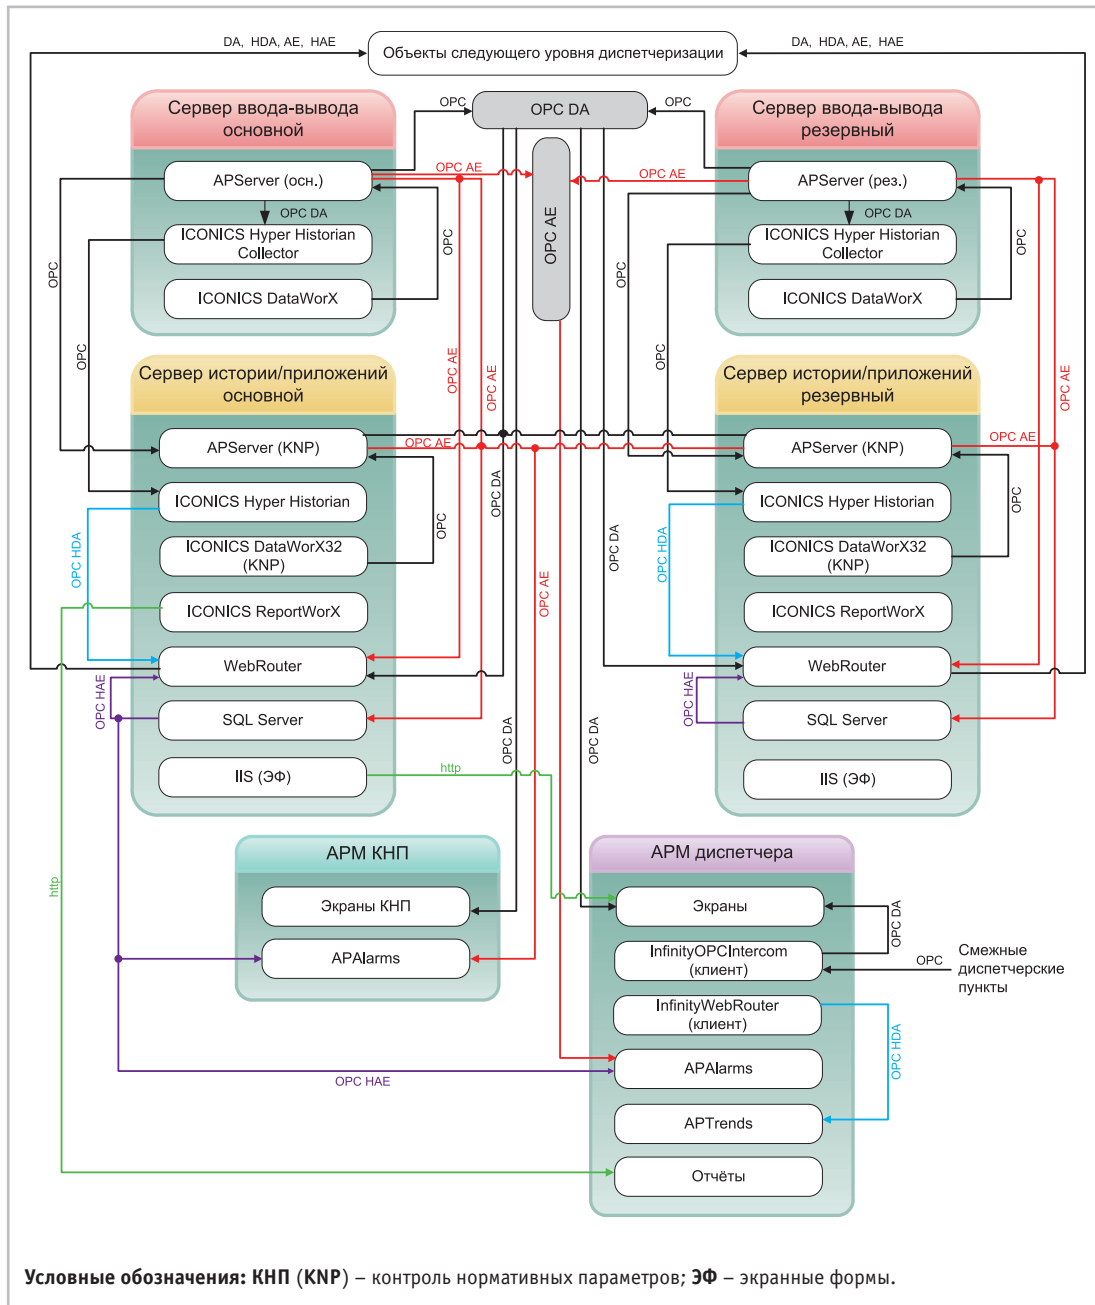 DA, HDA, AE, HAE
Объекты следующего уровня диспетчеризации
DA, HDA, AE, HAE
Сервер ввода-вывода
основной
OPC
OPC DA
OPC
Сервер ввода-вывода
резервный
APServer (осн.)
OPC AE
OPC AE
OPC AE
APServer (рез.)
OPC DA
OPC DA
ICONICS Hyper Historian
Collector
ICONICS Hyper Historian
Collector
OPC
OPC
OPC
ICONICS DataWorX
ICONICS DataWorX
OPC
OPC AE
OPC AE
OPC
OPC AE
Сервер истории/приложений
основной
Сервер истории/приложений
резервный
APServer (KNP)
OPC AE
APServer (KNP)
OPC AE
ICONICS Hyper Historian
OPC DA
ICONICS Hyper Historian
OPC HDA
ICONICS DataWorX32
(KNP)
OPC
OPC DA
OPC HDA
ICONICS DataWorX32
(KNP)
OPC
OPC AE
ICONICS ReportWorX
ICONICS ReportWorX
WebRouter
WebRouter
OPC HAE
OPC HAE
SQL Server
SQL Server
OPC DA
OPC DA
IIS (ЭФ)
http
IIS (ЭФ)
АРМ КНП
АРМ диспетчера
http
Экраны КНП
Экраны
OPC DA
APAlarms
InfinityOPCIntercom
(клиент)
OPC
Смежные
диспетчерские
пункты
InfinityWebRouter
(клиент)
OPC HDA
APAlarms
OPC HAE
APTrends
Отчёты
Условные обозначения: КНП (KNP) – контроль нормативных параметров; ЭФ – экранные формы.